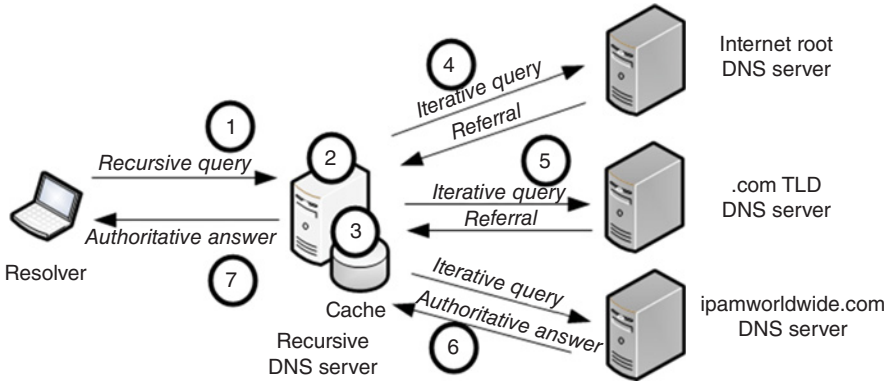 1
Recursive query
Authoritative answer
7
Resolver
2
3
Cache
Recursive
DNS server
4
Iterative query
Referral
5
Iterative query
Referral
Iterative query
Authoritative answer
6
Internet root
DNS server
.com TLD
DNS server
ipamworldwide.com
DNS server